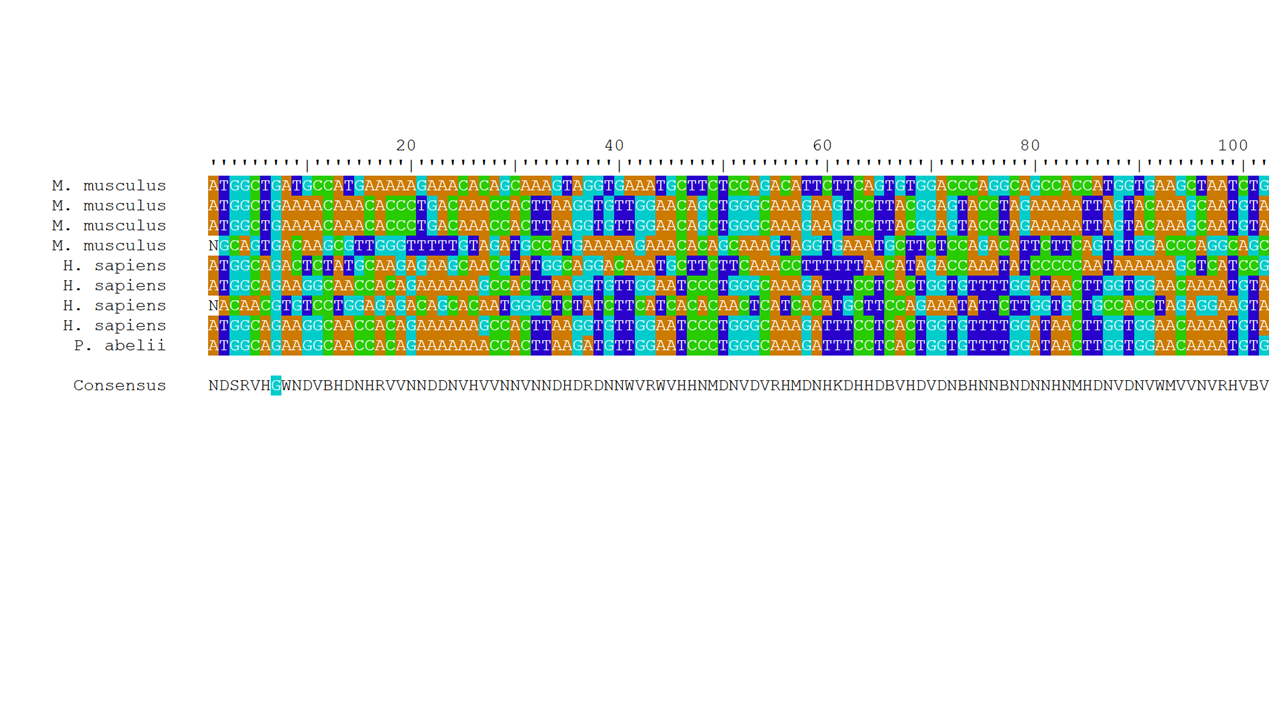 20 40 60 80 100
M. musculus ATGGCTGATGCCATGAAAAAGAAACACAGCAAAGTAGGTGAAATGCTTCTCCAGACATTCTTCAGTGTGGACCCAGGCAGCCACCATGGTGAAGCTAATCTG
M. musculus ATGGCTGAAAACAAACACCCTGACAAACCACTTAAGGTGTTGGAACAGCTGGGCAAAGAAGTCCTTACGGAGTACCTAGAAAAATTAGTACAAAGCAATGTA
M. musculus ATGGCTGAAAACAAACACCCTGACAAACCACTTAAGGTGTTGGAACAGCTGGGCAAAGAAGTCCTTACGGAGTACCTAGAAAAATTAGTACAAAGCAATGTA
M. musculus NGCAGTGACAAGCGTTGGGTTTTTGTAGATGCCATGAAAAAGAAACACAGCAAAGTAGGTGAAATGCTTCTCCAGACATTCTTCAGTGTGGACCCAGGCAGC
H. sapiens ATGGCAGACTCTATGCAAGAGAAGCAACGTATGGCAGGACAAATGCTTCTTCAAACCTTTTTTAACATAGACCAAATATCCCCCAATAAAAAAGCTCATCCG
H. sapiens ATGGCAGAAGGCAACCACAGAAAAAAGCCACTTAAGGTGTTGGAATCCCTGGGCAAAGATTTCCTCACTGGTGTTTTGGATAACTTGGTGGAACAAAATGTA
H. sapiens NACAACGTGTCCTGGAGAGACAGCACAATGGGCTCTATCTTCATCACACAACTCATCACATGCTTCCAGAAATATTCTTGGTGCTGCCACCTAGAGGAAGTA
H. sapiens ATGGCAGAAGGCAACCACAGAAAAAAGCCACTTAAGGTGTTGGAATCCCTGGGCAAAGATTTCCTCACTGGTGTTTTGGATAACTTGGTGGAACAAAATGTA
P. abelii ATGGCAGAAGGCAACCACAGAAAAAAACCACTTAAGATGTTGGAATCCCTGGGCAAAGATTTCCTCACTGGTGTTTTGGATAACTTGGTGGAACAAAATGTG
Consensus NDSRVHGWNDVBHDNHRVVNNDDNVHVVNNVNNDHDRDNNWVRWVHHNMDNVDVRHMDNHKDHHDBVHDVDNBHNNBNDNNHNMHDNVDNVWMVVNVRHVBV